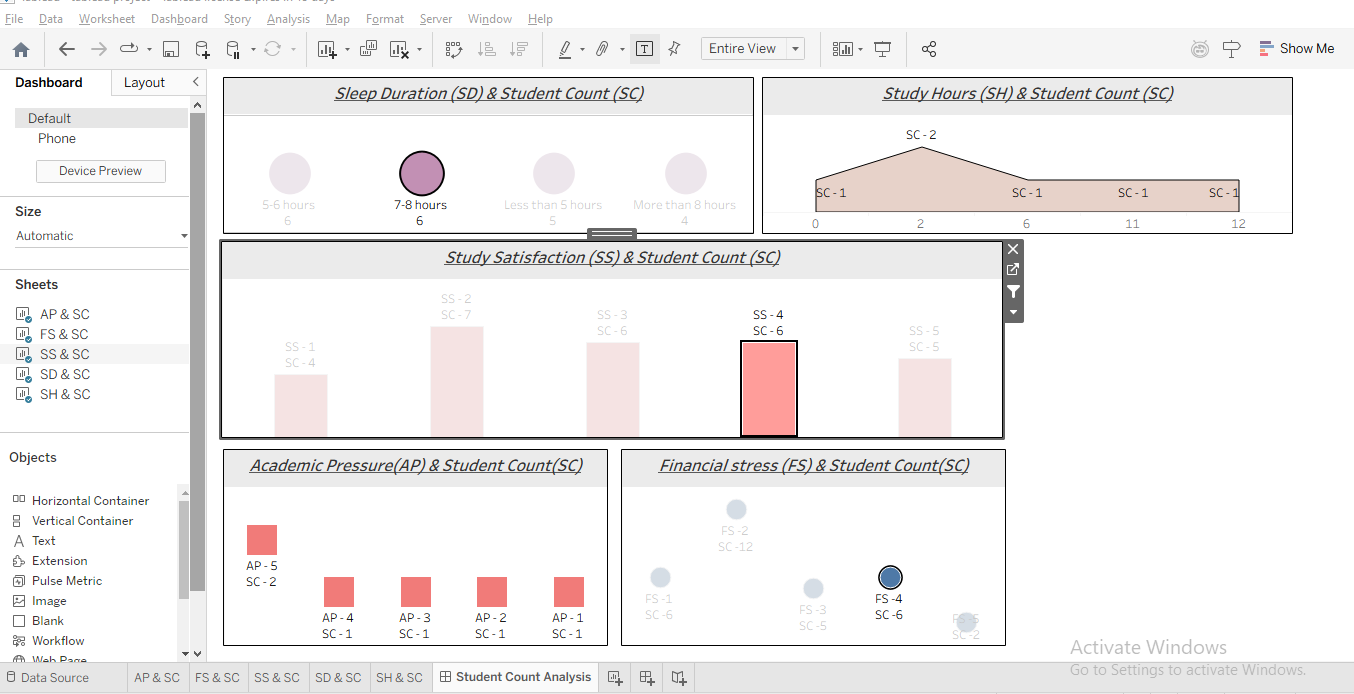 File Data Worksheet Dashboard Story Analysis Map Format Server Window Help
Entire View
Show Me
Dashboard Layout
Default
Phone
Device Preview
Size
Automatic
Sheets
AP & SC
FS & SC
SS & SC
SD & SC
SH & SC
Objects
Horizontal Container
Vertical Container
Text
Extension
Pulse Metric
Image
Blank
Workflow
Web Page
Sleep Duration (SD) & Student Count (SC)
5-6 hours 7-8 hours Less than 5 hours More than 8 hours
6 6 5 4
Study Hours (SH) & Student Count (SC)
SC - 2
SC - 1 SC - 1 SC - 1 SC - 1
0 2 6 11 12
Study Satisfaction (SS) & Student Count (SC)
SS - 1
SC - 4
SS - 2
SC - 7
SS - 3
SC - 6
SS - 4
SC - 6
SS - 5
SC - 5
Academic Pressure(AP) & Student Count(SC)
AP - 5
SC - 2
AP - 4
SC - 1
AP - 3
SC - 1
AP - 2
SC - 1
AP - 1
SC - 1
Financial stress (FS) & Student Count(SC)
FS -1
SC -6
FS -2
SC -12
FS -3
SC -5
FS -4
SC -6
FS -5
SC -2
Activate Windows
Go to Settings to activate Windows.
Data Source AP & SC FS & SC SS & SC SD & SC SH & SC Student Count Analysis